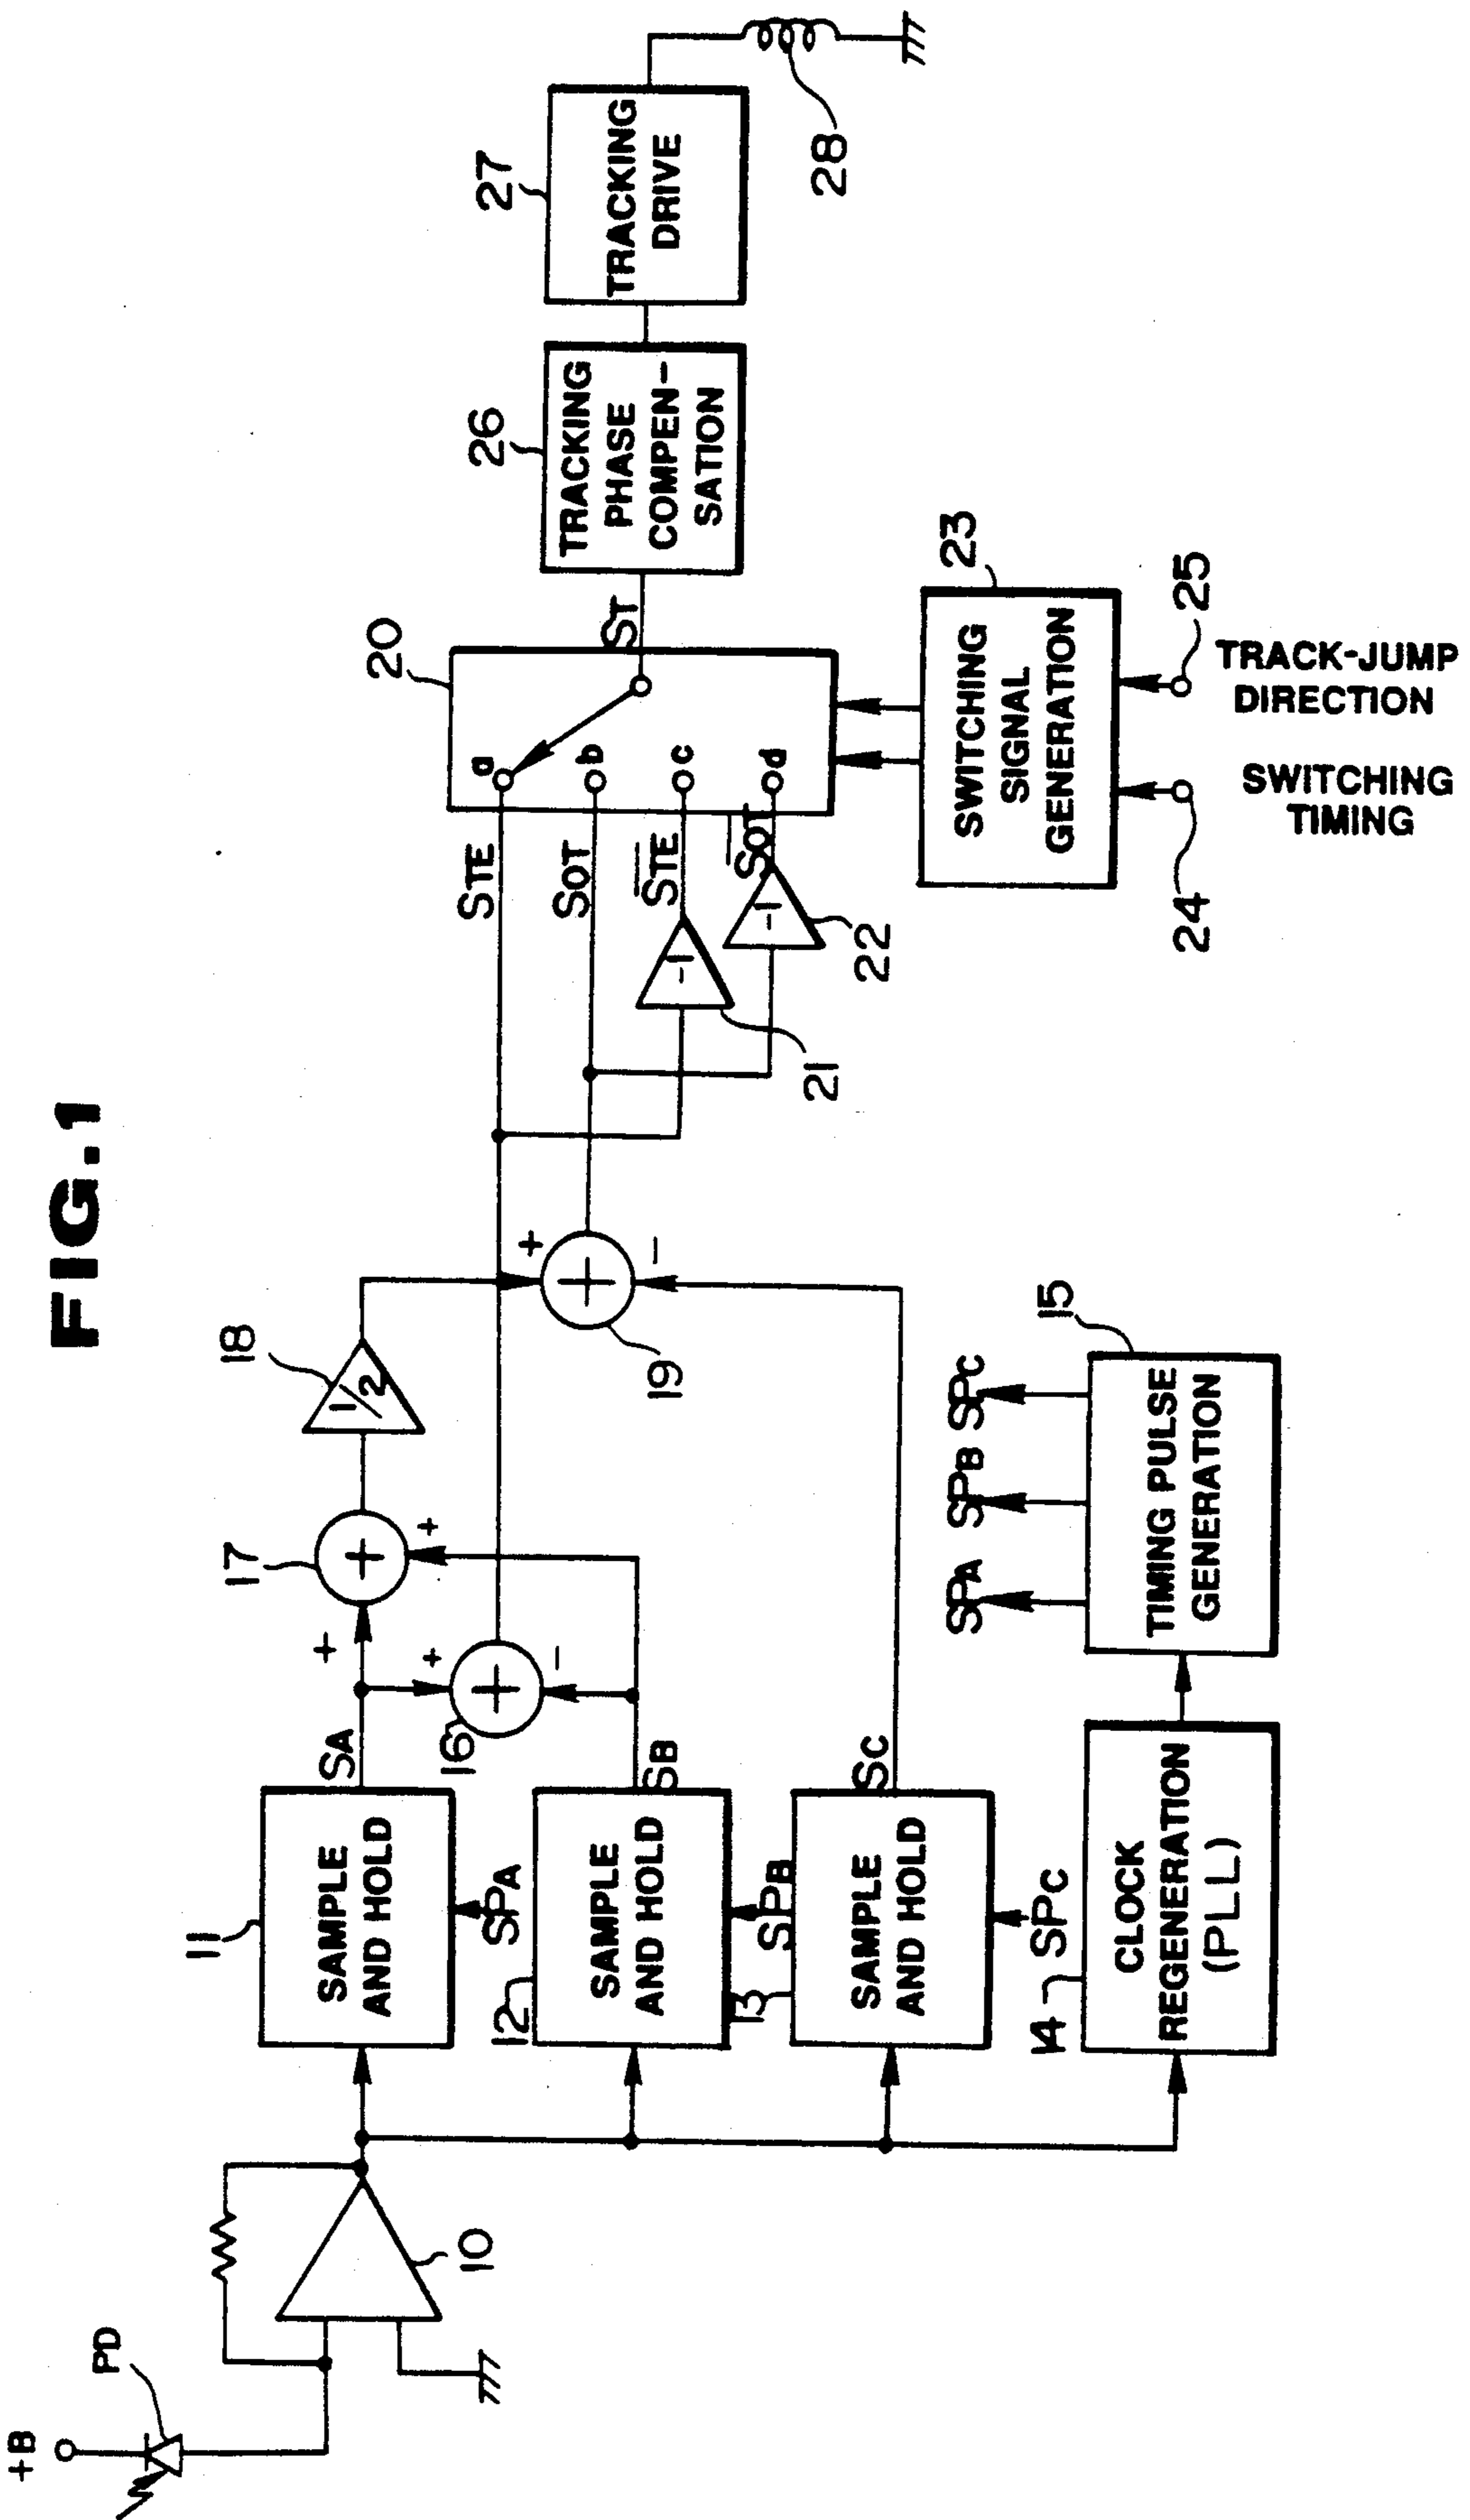 FIG.1
+B
PD
10
11
SAMPLE
AND HOLD
SA
SPA
12
SAMPLE
AND HOLD
SB
SPB
13
SAMPLE
AND HOLD
SC
SPC
14
CLOCK
REGENERATION
(PLL)
15
TIMING PULSE
GENERATION
SPA SPB SPC
16
+
−
17
+
+
18
1/2
19
+
−
STE
SOT
STE
SOT
21
-1
22
-1
20
a
b
c
d
ST
23
SWITCHING
SIGNAL
GENERATION
24
SWITCHING
TIMING
25
TRACK-JUMP
DIRECTION
26
TRACKING
PHASE
COMPEN-
SATION
27
TRACKING
DRIVE
28